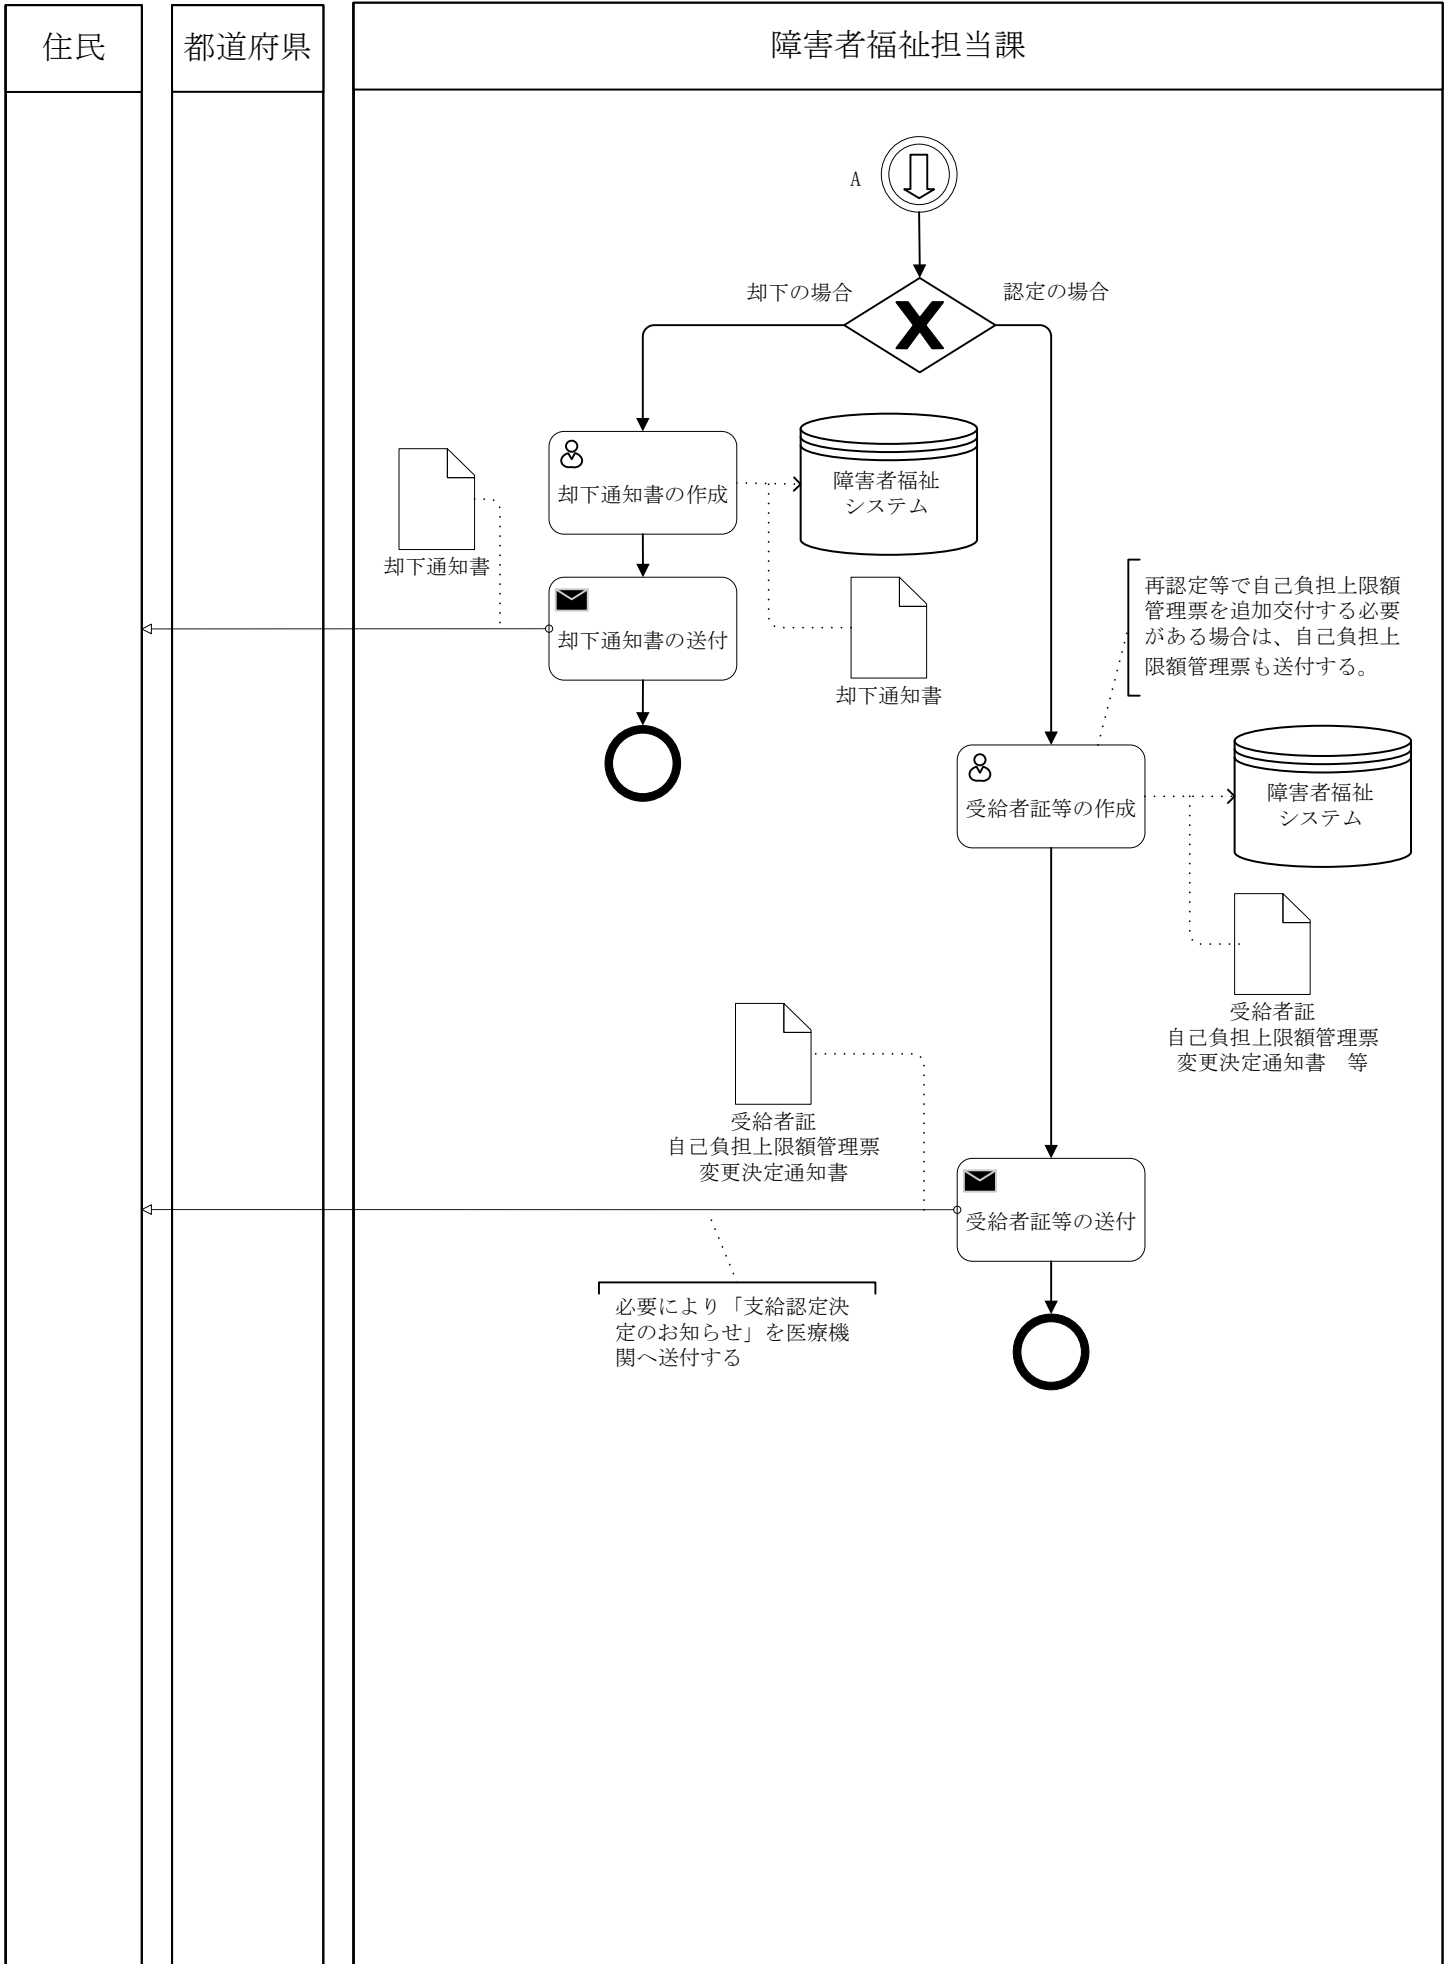 住民
都道府県
障害者福祉担当課
A
却下の場合
認定の場合
却下通知書の作成
障害者福祉
システム
却下通知書
却下通知書の送付
却下通知書
再認定等で自己負担上限額
管理票を追加交付する必要
がある場合は、自己負担上
限額管理票も送付する。
受給者証等の作成
障害者福祉
システム
受給者証
自己負担上限額管理票
変更決定通知書　等
受給者証
自己負担上限額管理票
変更決定通知書
受給者証等の送付
必要により「支給認定決
定のお知らせ」を医療機
関へ送付する